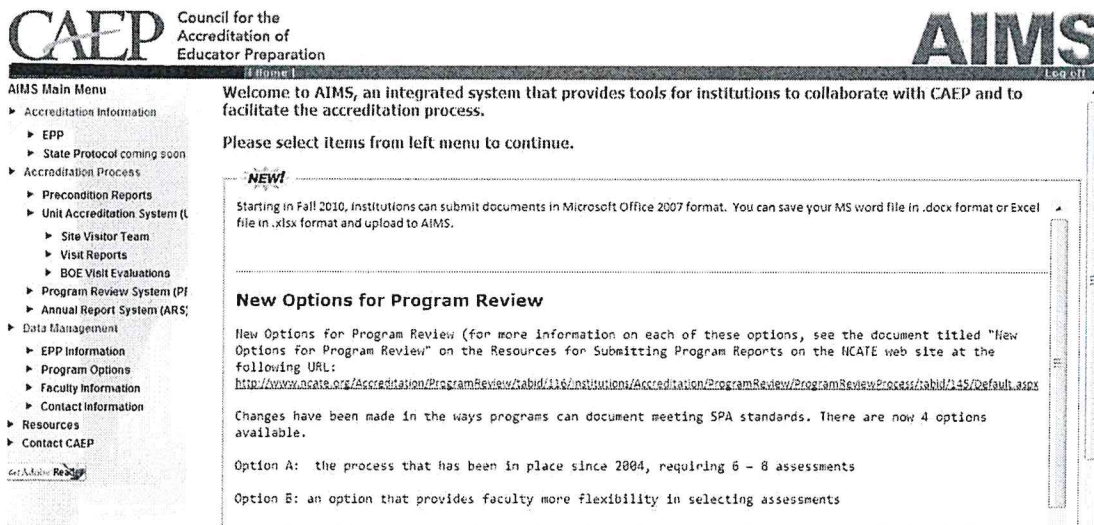 CAEP
Council for the
Accreditation of
Educator Preparation
AIMS
| Home |
Log off
AIMS Main Menu
Accreditation Information
EPP
State Protocol coming soon
Accreditation Process
Precondition Reports
Unit Accreditation System (U
Site Visitor Team
Visit Reports
BOE Visit Evaluations
Program Review System (PR
Annual Report System (ARS)
Data Management
EPP Information
Program Options
Faculty Information
Contact Information
Resources
Contact CAEP
Get Adobe Reader
Welcome to AIMS, an integrated system that provides tools for institutions to collaborate with CAEP and to
facilitate the accreditation process.
Please select items from left menu to continue.
NEW!
Starting in Fall 2010, institutions can submit documents in Microsoft Office 2007 format. You can save your MS word file in .docx format or Excel
file in .xlsx format and upload to AIMS.
New Options for Program Review
New Options for Program Review (for more information on each of these options, see the document titled "New
Options for Program Review" on the Resources for Submitting Program Reports on the NCATE web site at the
following URL:
http://www.ncate.org/Accreditation/ProgramReview/tabid/116/institutions/Accreditation/ProgramReview/ProgramReviewProcess/tabid/145/Default.aspx
Changes have been made in the ways programs can document meeting SPA standards. There are now 4 options
available.
Option A: the process that has been in place since 2004, requiring 6 - 8 assessments
Option B: an option that provides faculty more flexibility in selecting assessments